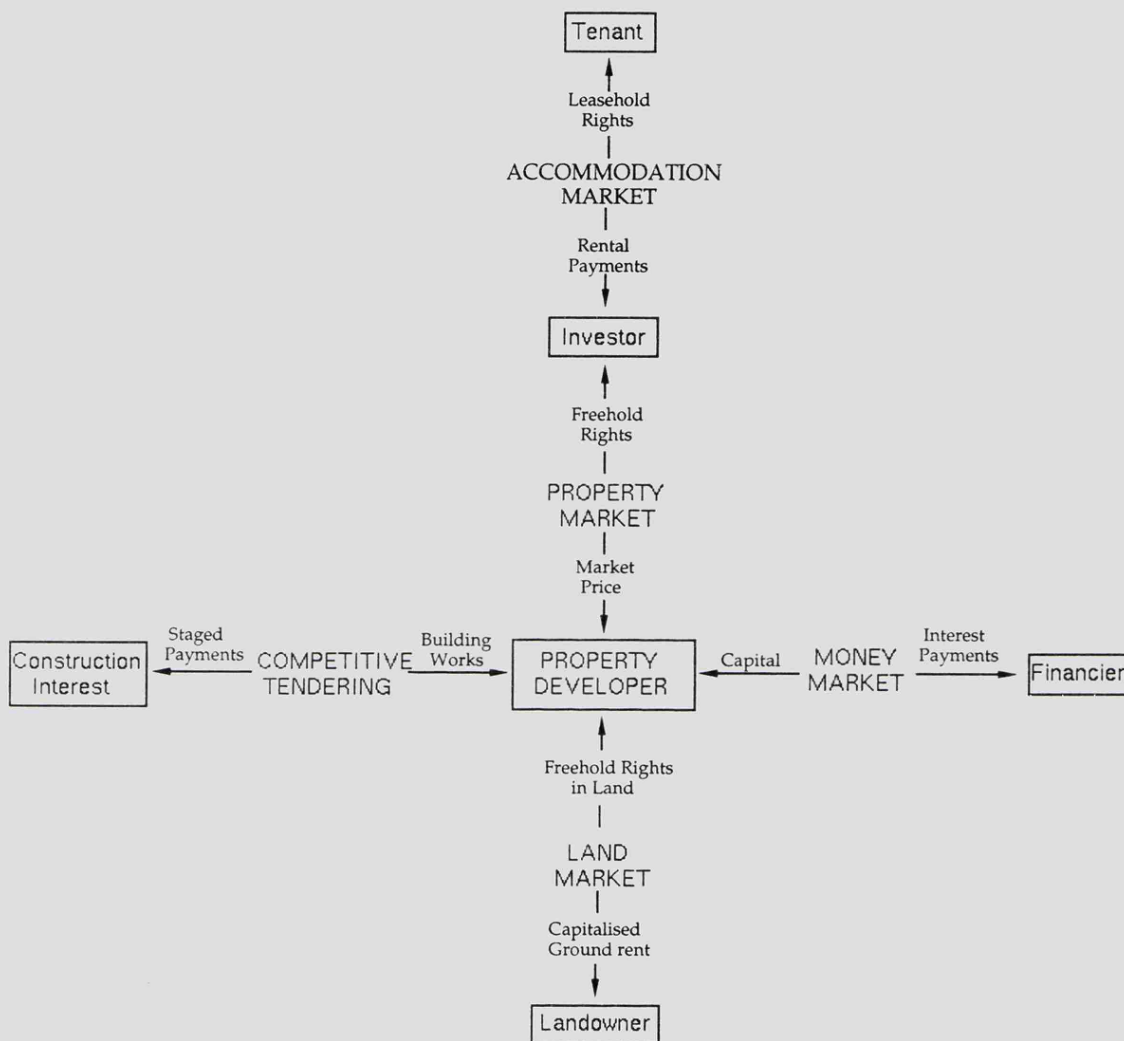 Tenant
Leasehold
Rights
ACCOMMODATION
MARKET
Rental
Payments
Investor
Freehold
Rights
PROPERTY
MARKET
Market
Price
Construction
Interest
Staged
Payments
COMPETITIVE
TENDERING
Building
Works
PROPERTY
DEVELOPER
Capital
MONEY
MARKET
Interest
Payments
Financier
Freehold Rights
in Land
LAND
MARKET
Capitalised
Ground rent
Landowner